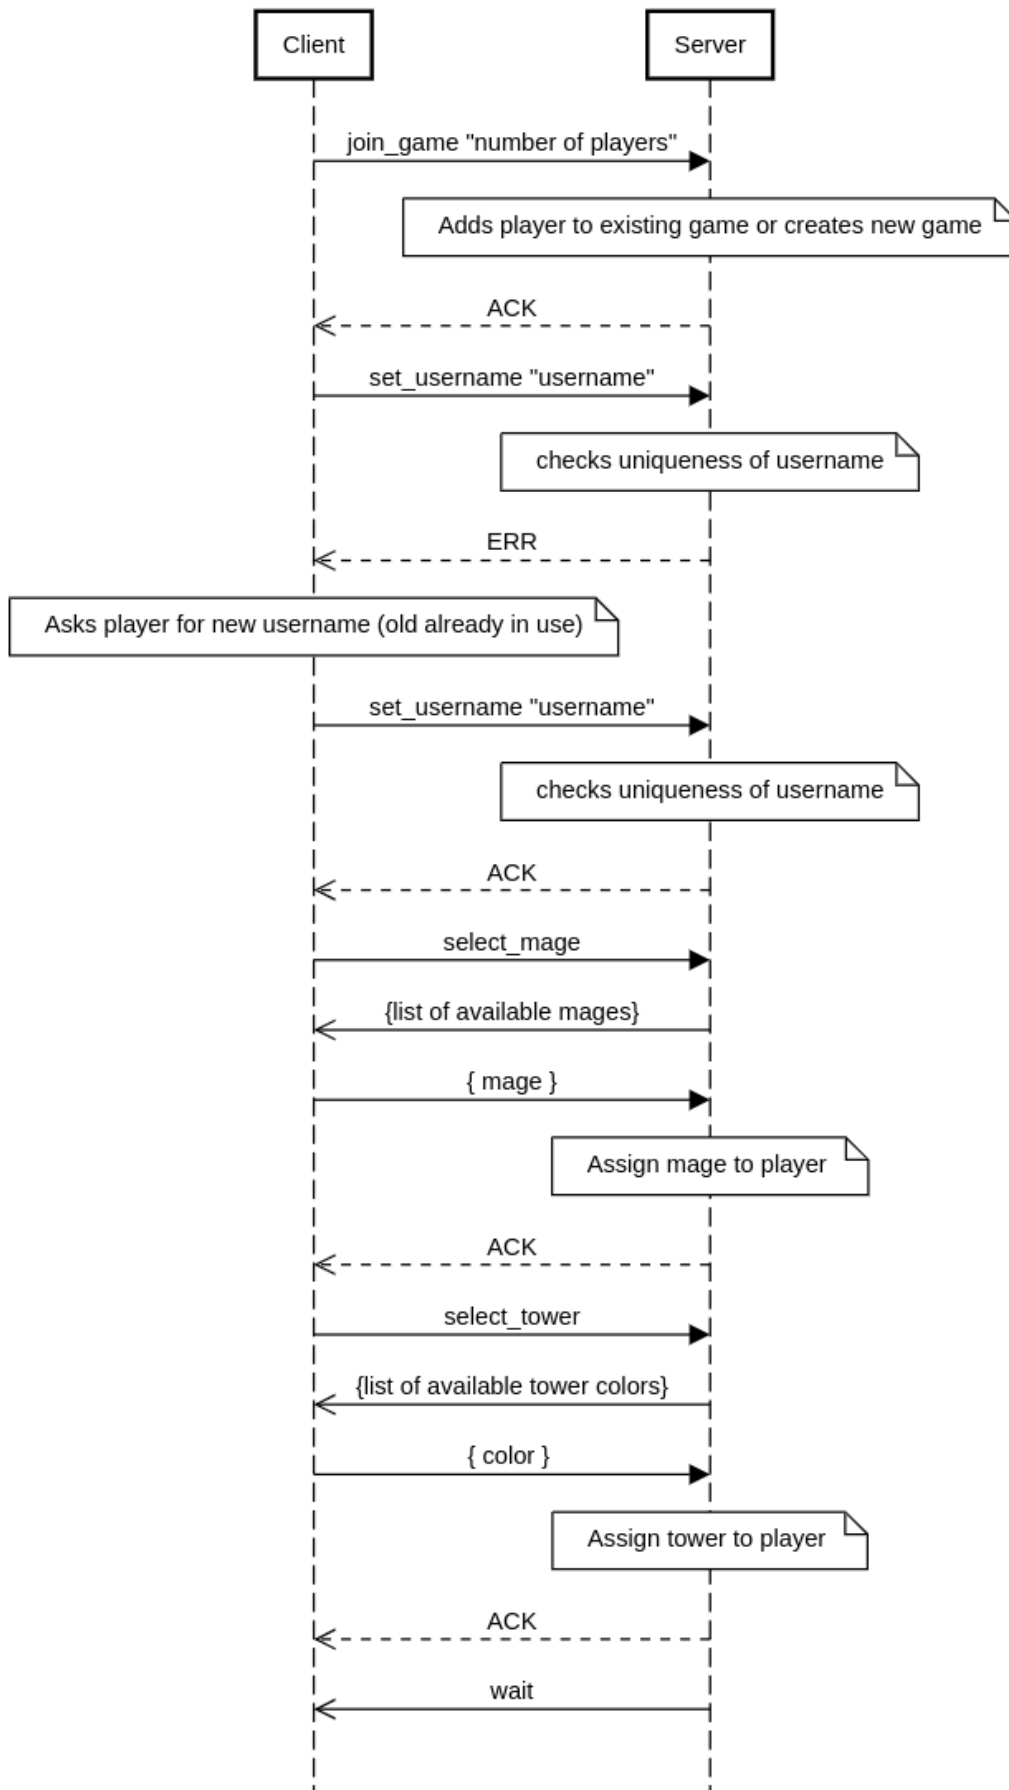 Client
Server
join_game "number of players"
Adds player to existing game or creates new game
ACK
set_username "username"
checks uniqueness of username
ERR
Asks player for new username (old already in use)
set_username "username"
checks uniqueness of username
ACK
select_mage
{list of available mages}
{ mage }
Assign mage to player
ACK
select_tower
{list of available tower colors}
{ color }
Assign tower to player
ACK
wait